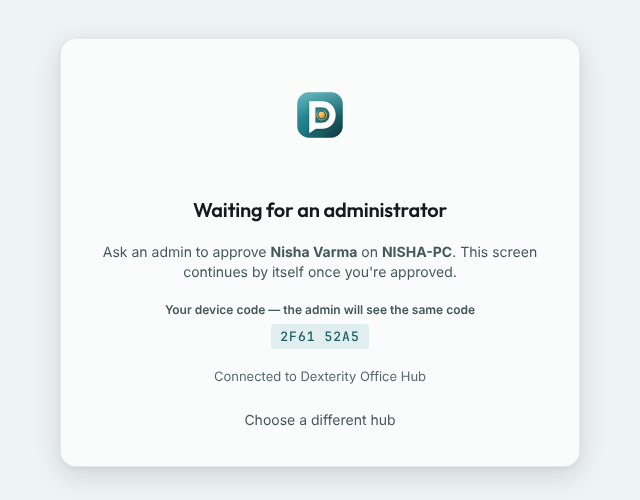 Waiting for an administrator
Ask an admin to approve Nisha Varma on NISHA-PC. This screen
continues by itself once you're approved.
Your device code — the admin will see the same code
2F61 52A5
Connected to Dexterity Office Hub
Choose a different hub